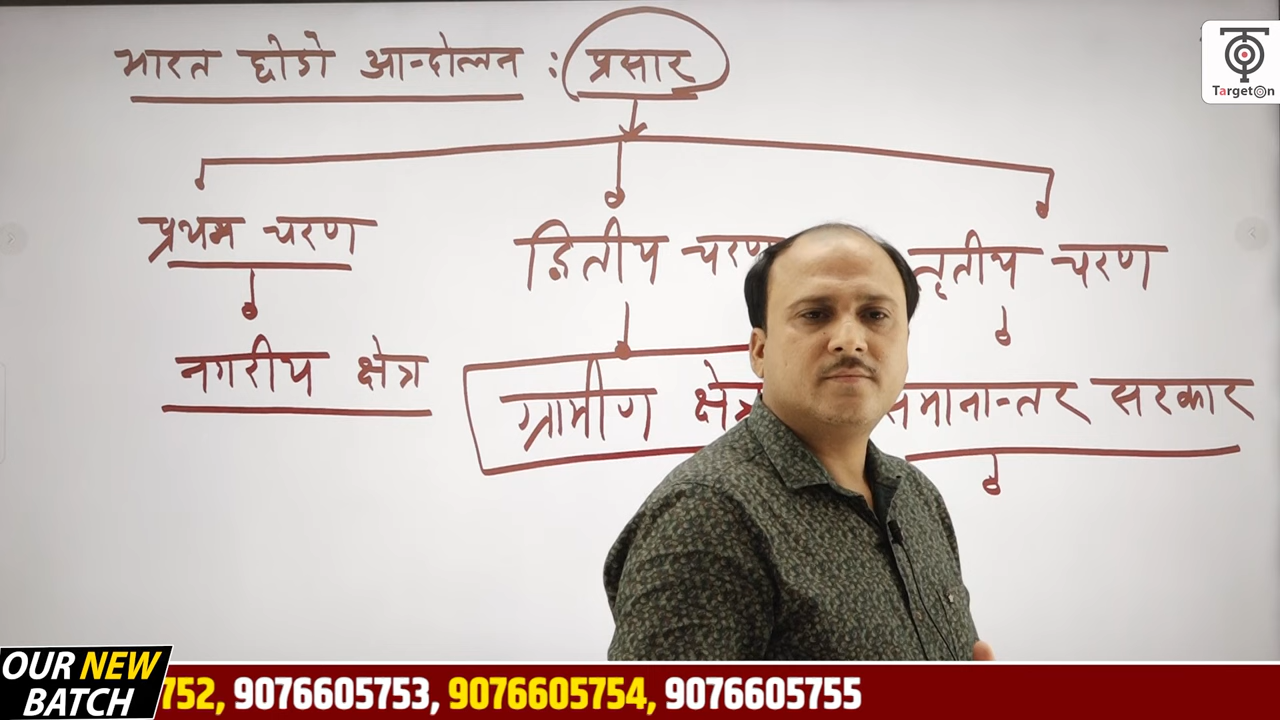 भारत छोडो आन्दोलन : प्रसार
TargetOn
प्रथम चरण
द्वितीय चरण
तृतीय चरण
नगरीय क्षेत्र
ग्रामीण क्षेत्र
समानान्तर सरकार
OUR NEW BATCH
752, 9076605753, 9076605754, 9076605755